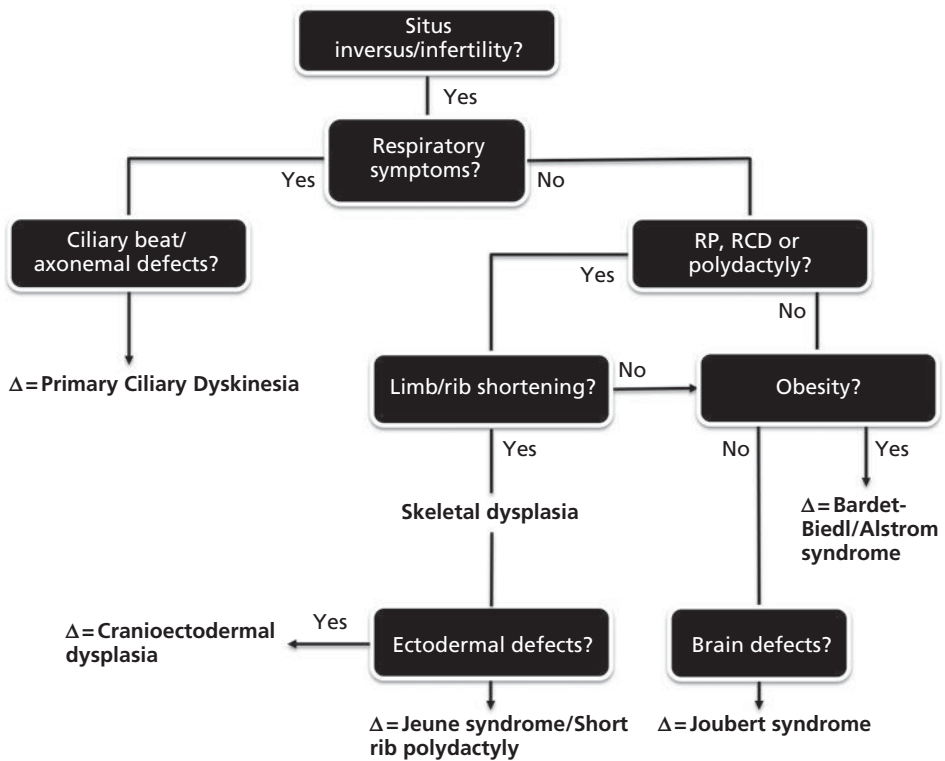 Situs
inversus/infertility?
Yes
Respiratory
symptoms?
Yes
No
Ciliary beat/
axonemal defects?
RP, RCD or
polydactyly?
Yes
No
Δ=Primary Ciliary Dyskinesia
Limb/rib shortening?
No
Obesity?
Yes
No
Yes
Skeletal dysplasia
Δ=Bardet-
Biedl/Alstrom
syndrome
Δ=Cranioectodermal
dysplasia
Yes
Ectodermal defects?
Brain defects?
Δ=Jeune syndrome/Short
rib polydactyly
Δ=Joubert syndrome